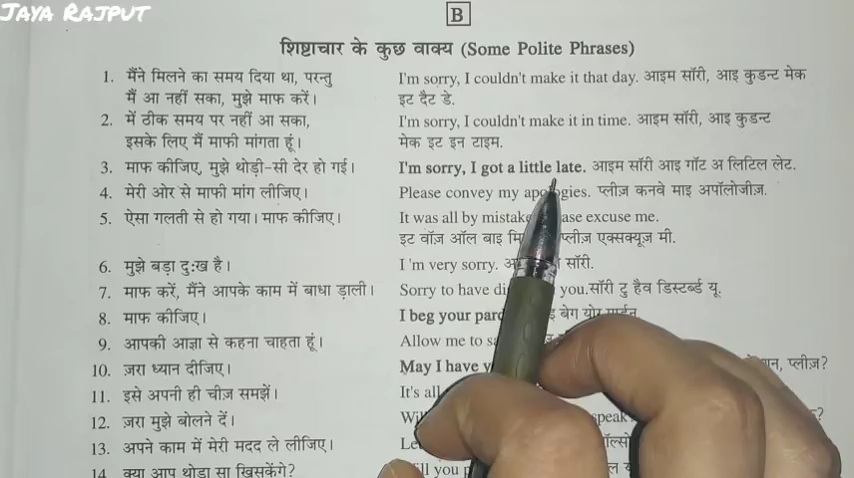 JAYA RAJPUT
B
शिष्टाचार के कुछ वाक्य (Some Polite Phrases)
1. मैंने मिलने का समय दिया था, परन्तु I'm sorry, I couldn't make it that day. आइम सॉरी, आइ कुडन्ट मेक
मैं आ नहीं सका, मुझे माफ करें। इट दैट डे.
2. में ठीक समय पर नहीं आ सका, I'm sorry, I couldn't make it in time. आइम सॉरी, आइ कुडन्ट
इसके लिए मैं माफी मांगता हूं। मेक इट इन टाइम.
3. माफ कीजिए, मुझे थोड़ी-सी देर हो गई। I'm sorry, I got a little late. आइम सॉरी आइ गॉट अ लिटिल लेट.
4. मेरी ओर से माफी मांग लीजिए। Please convey my apologies. प्लीज़ कनवे माइ अपॉलोजीज़.
5. ऐसा गलती से हो गया। माफ कीजिए। It was all by mistake excuse me.
इट वॉज़ ऑल बाइ प्लीज़ एक्सक्यूज़ मी.
6. मुझे बड़ा दुःख है। I'm very sorry. सॉरी.
7. माफ करें, मैंने आपके काम में बाधा डाली। Sorry to have you. सॉरी टु हैव डिस्टर्ब्ड यू.
8. माफ कीजिए। I beg your बेग योर
9. आपकी आज्ञा से कहना चाहता हूं। Allow me to
10. ज़रा ध्यान दीजिए। May I have प्लीज़?
11. इसे अपनी ही चीज़ समझें। It's all
12. ज़रा मुझे बोलने दें। speak
13. अपने काम में मेरी मदद ले लीजिए।
14. क्या आप थोड़ा सा खिसकेंगे? you